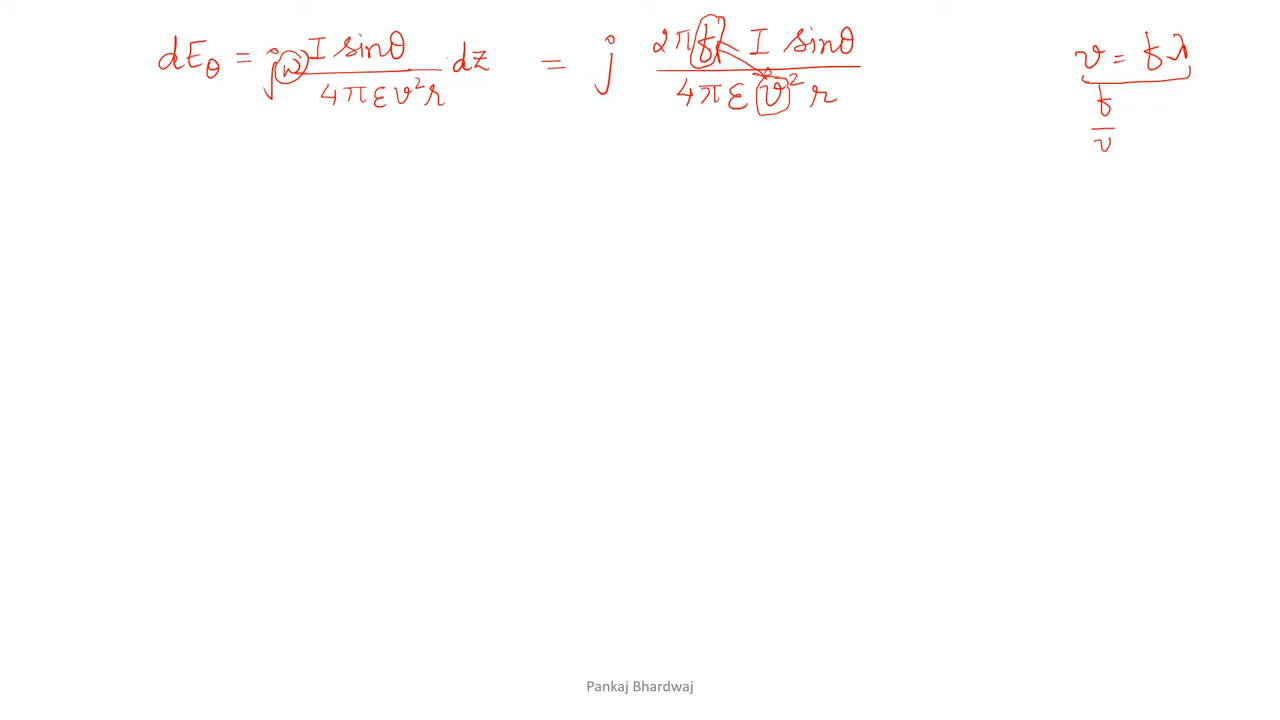 dEθ = jω I sinθ / 4πεv²r dz = j 2πf I sinθ / 4πεv²r
v = fλ
f / v
Pankaj Bhardwaj